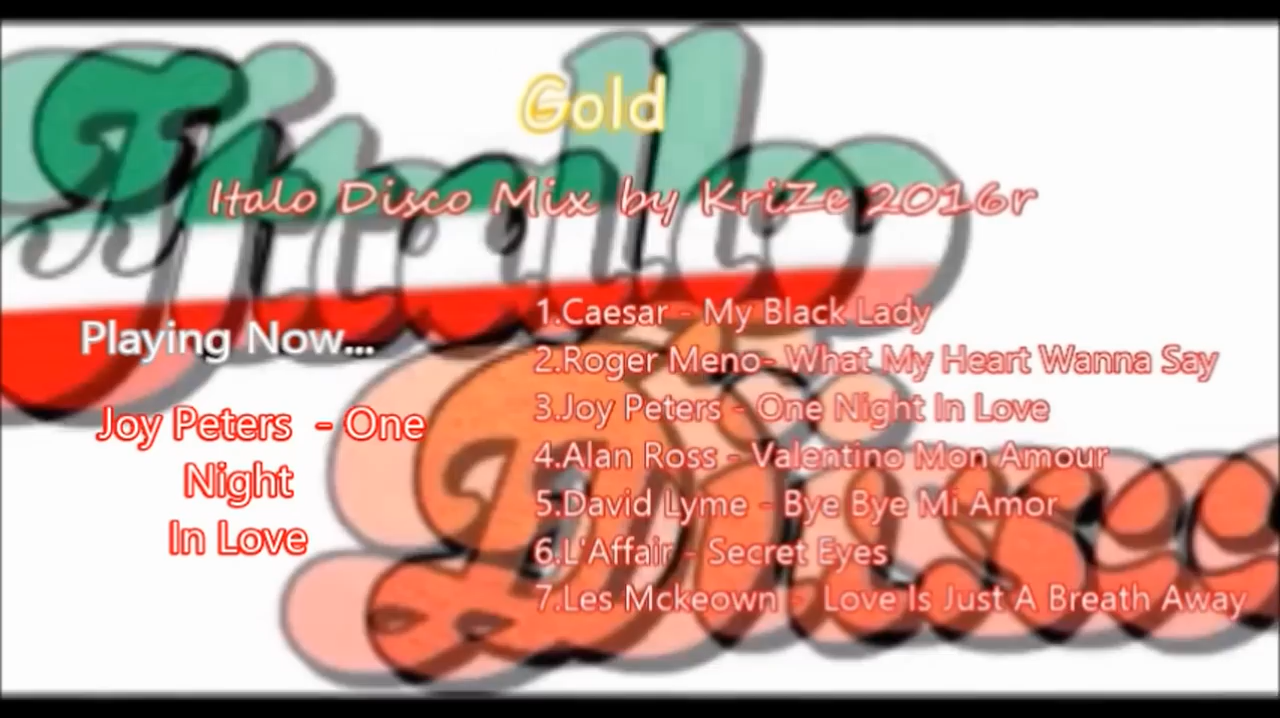 Gold
Italo Disco Mix by KriZe 2016r
Italo
Disco
Playing Now...
Joy Peters - One
Night
In Love
1.Caesar - My Black Lady
2.Roger Meno- What My Heart Wanna Say
3.Joy Peters - One Night In Love
4.Alan Ross - Valentino Mon Amour
5.David Lyme - Bye Bye Mi Amor
6.L'Affair - Secret Eyes
7.Les Mckeown - Love Is Just A Breath Away